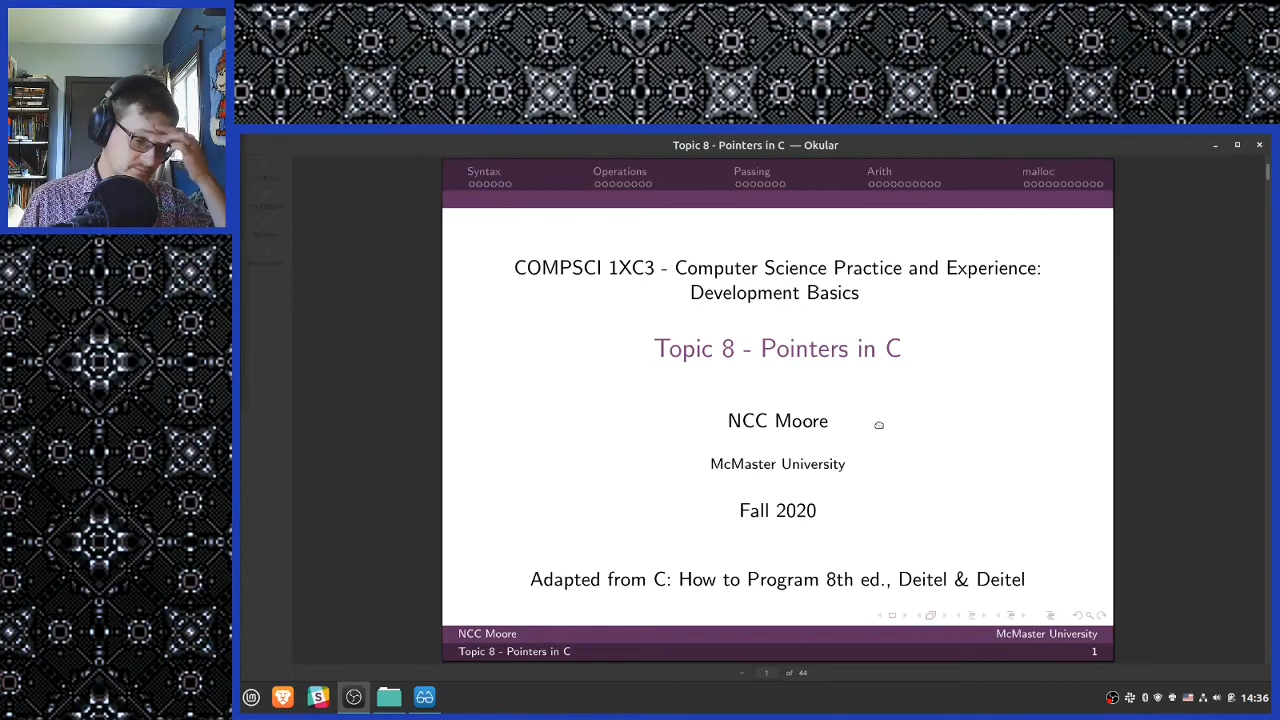 Topic 8 - Pointers in C — Okular
Syntax Operations Passing Arith malloc
COMPSCI 1XC3 - Computer Science Practice and Experience:
Development Basics
Topic 8 - Pointers in C
NCC Moore
McMaster University
Fall 2020
Adapted from C: How to Program 8th ed., Deitel & Deitel
NCC Moore McMaster University
Topic 8 - Pointers in C 1
1 of 44
14:36